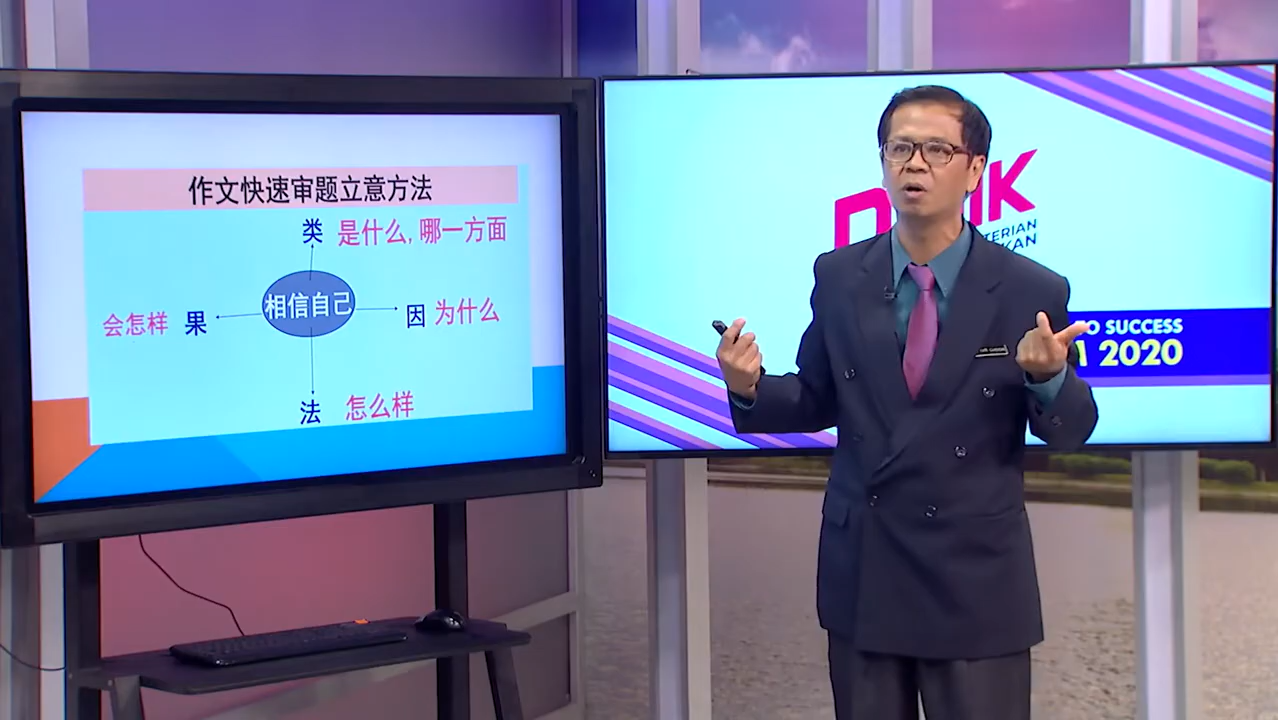 作文快速审题立意方法
类 是什么, 哪一方面
相信自己
会怎样 果
因 为什么
法 怎么样
O SUCCESS
2020